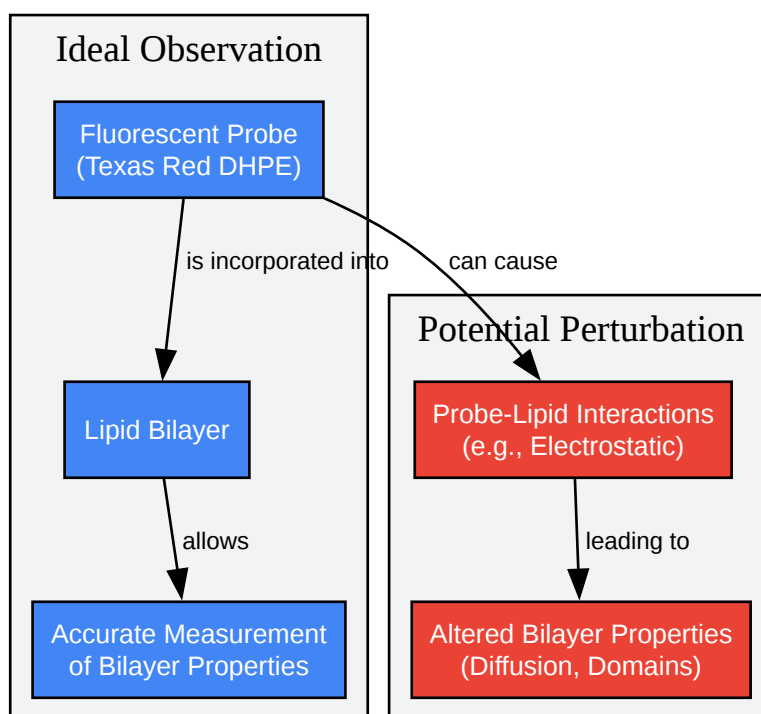 Ideal Observation
Fluorescent Probe
(Texas Red DHPE)
is incorporated into
can cause
Potential Perturbation
Lipid Bilayer
Probe-Lipid Interactions
(e.g., Electrostatic)
allows
leading to
Accurate Measurement
of Bilayer Properties
Altered Bilayer Properties
(Diffusion, Domains)